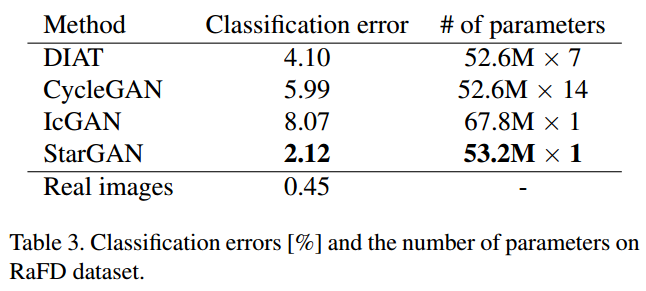 Method Classification error # of parameters
DIAT 4.10 52.6M × 7
CycleGAN 5.99 52.6M × 14
IcGAN 8.07 67.8M × 1
StarGAN 2.12 53.2M × 1
Real images 0.45 -
Table 3. Classification errors [%] and the number of parameters on
RaFD dataset.